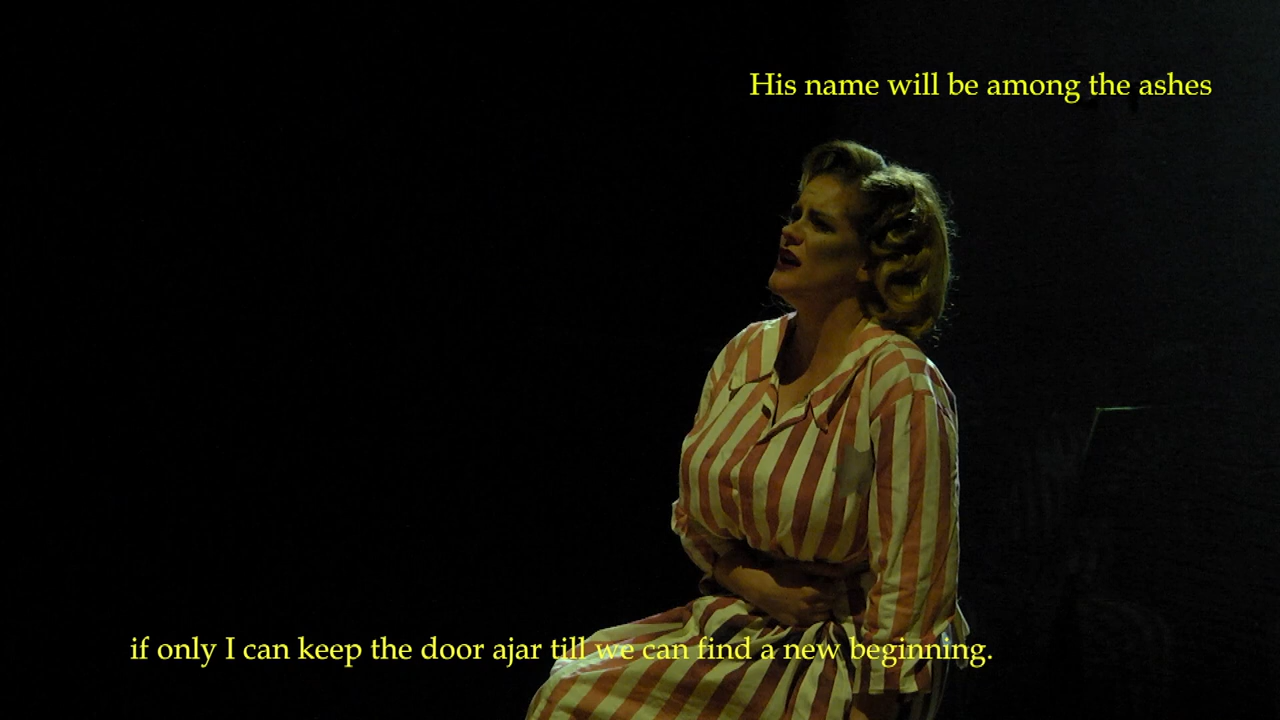 His name will be among the ashes
if only I can keep the door ajar till we can find a new beginning.